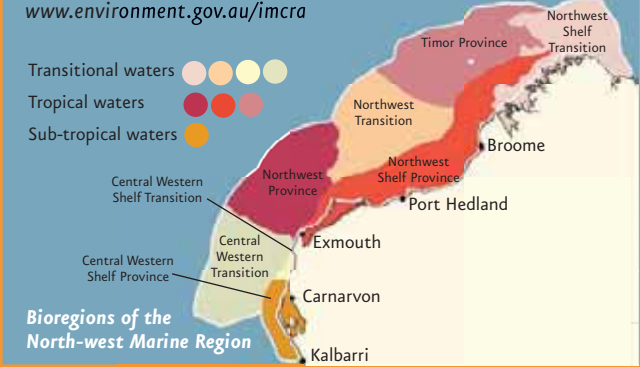 www.environment.gov.au/imcra
Northwest
Shelf
Transition
Timor Province
Transitional waters
Tropical waters
Sub-tropical waters
Northwest
Transition
Broome
Northwest
Shelf Province
Northwest
Province
Central Western
Shelf Transition
Port Hedland
Exmouth
Central
Western
Transition
Central Western
Shelf Province
Carnarvon
Bioregions of the
North-west Marine Region
Kalbarri